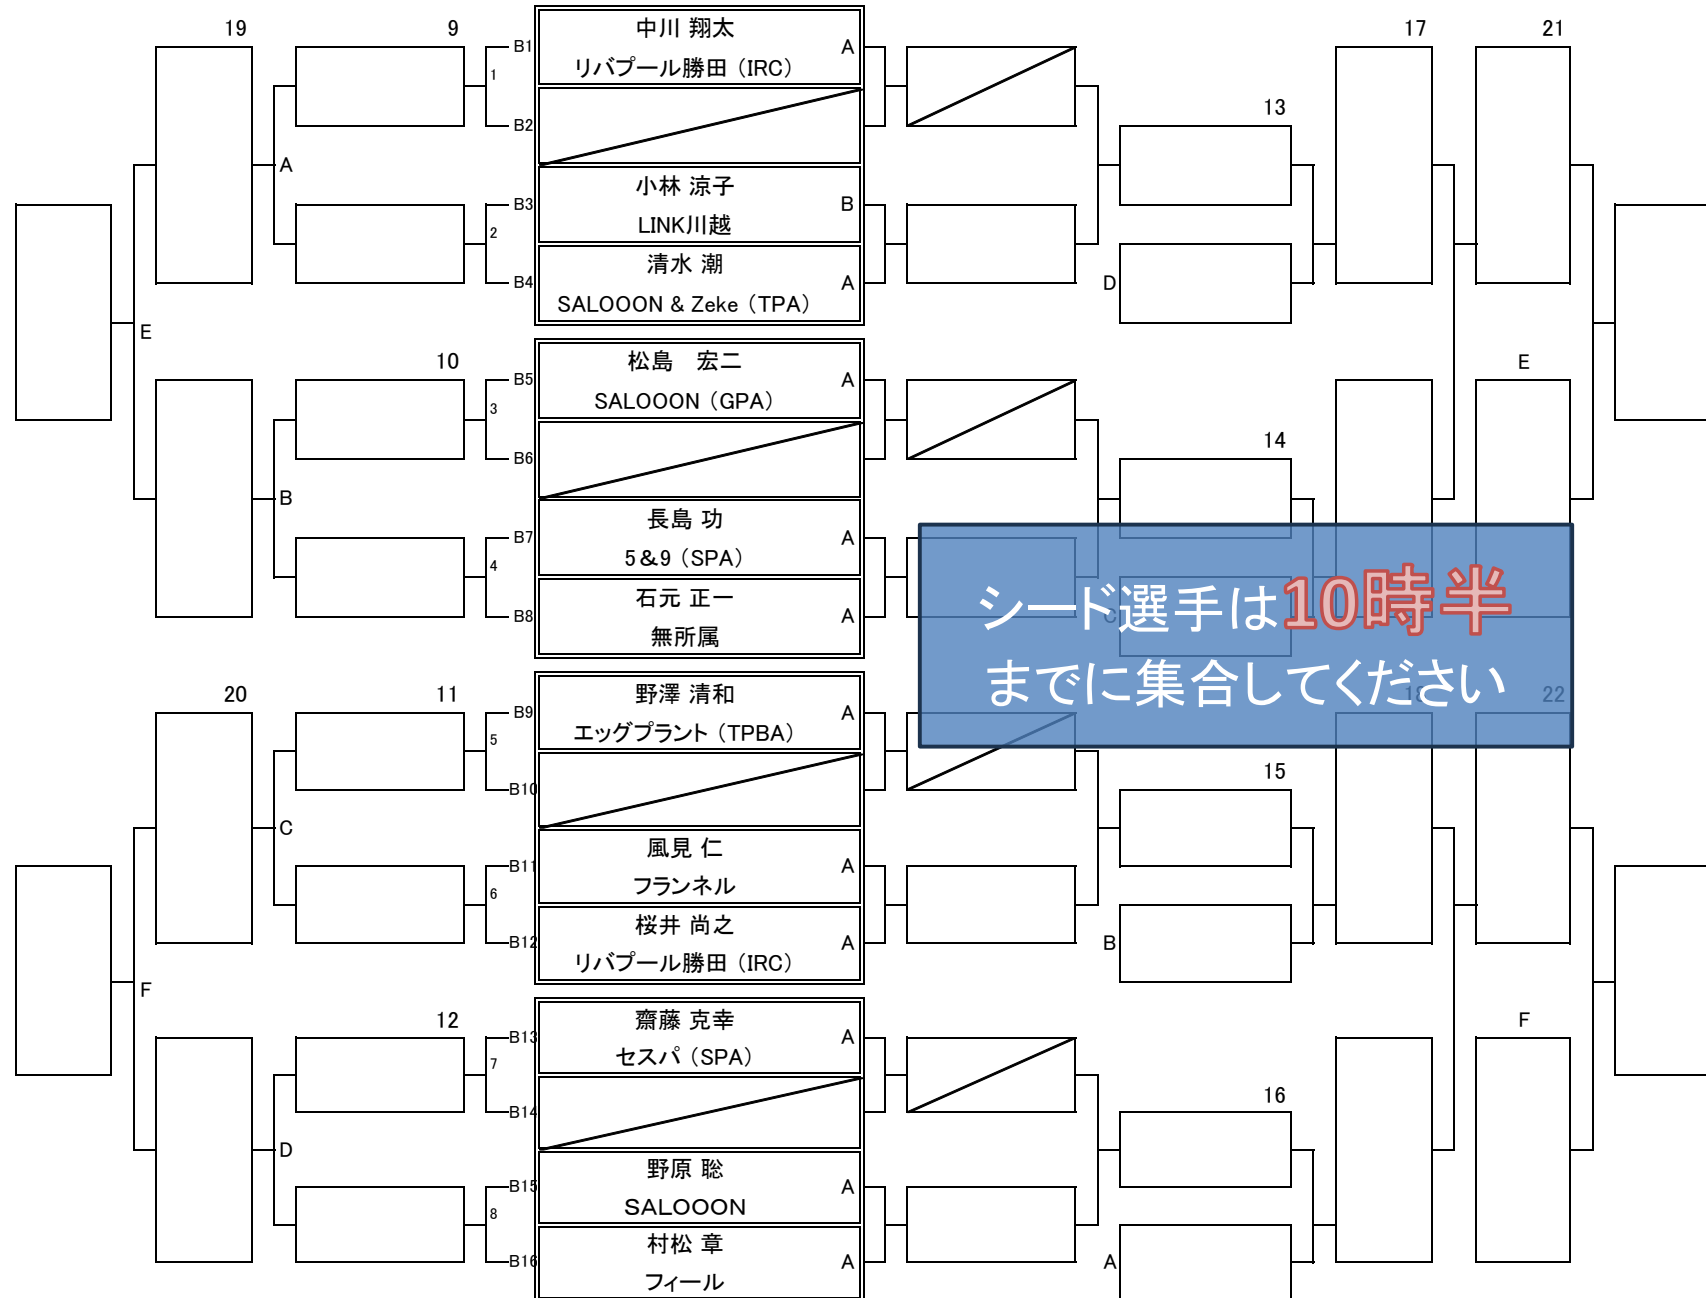 19
9
17
21
B1
中川 翔太
A
1
リバプール勝田（IRC）
B2
13
A
小林 涼子
B3
B
2
LINK川越
清水 潮
B4
A
D
SALOOON & Zeke（TPA）
E
10
松島　宏二
E
B5
A
3
SALOOON（GPA）
14
B6
B
長島 功
B7
A
4
5＆9（SPA）
石元 正一
B8
A
C
無所属
シード選手は10時半
までに集合してください
20
11
野澤 清和
18
22
B9
A
5
エッグプラント（TPBA）
15
B10
C
風見 仁
B11
A
6
フランネル
桜井 尚之
B12
A
B
リバプール勝田（IRC）
F
12
齋藤 克幸
F
B13
A
7
セスパ（SPA）
16
B14
D
野原 聡
B15
A
8
SALOOON
村松 章
B16
A
A
フィール